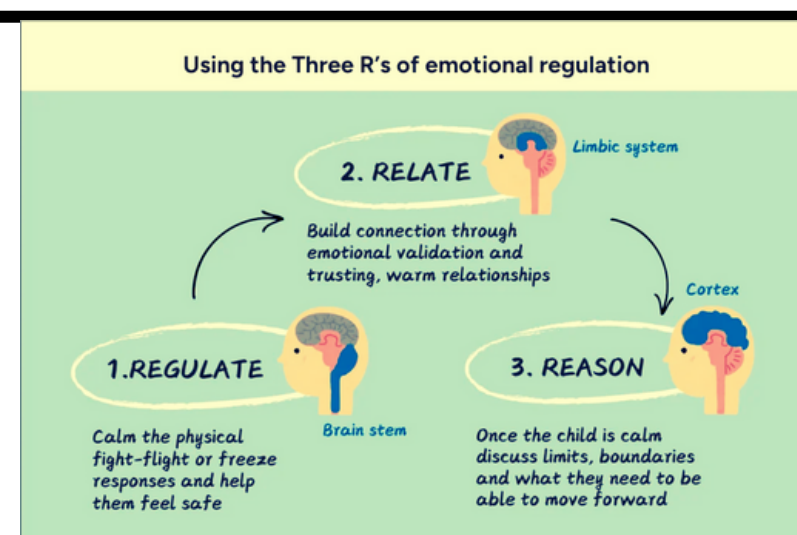 Using the Three R's of emotional regulation
2. RELATE
Limbic system
Build connection through
emotional validation and
trusting, warm relationships
1.REGULATE
Brain stem
Calm the physical
fight-flight or freeze
responses and help
them feel safe
Cortex
3. REASON
Once the child is calm
discuss limits, boundaries
and what they need to be
able to move forward